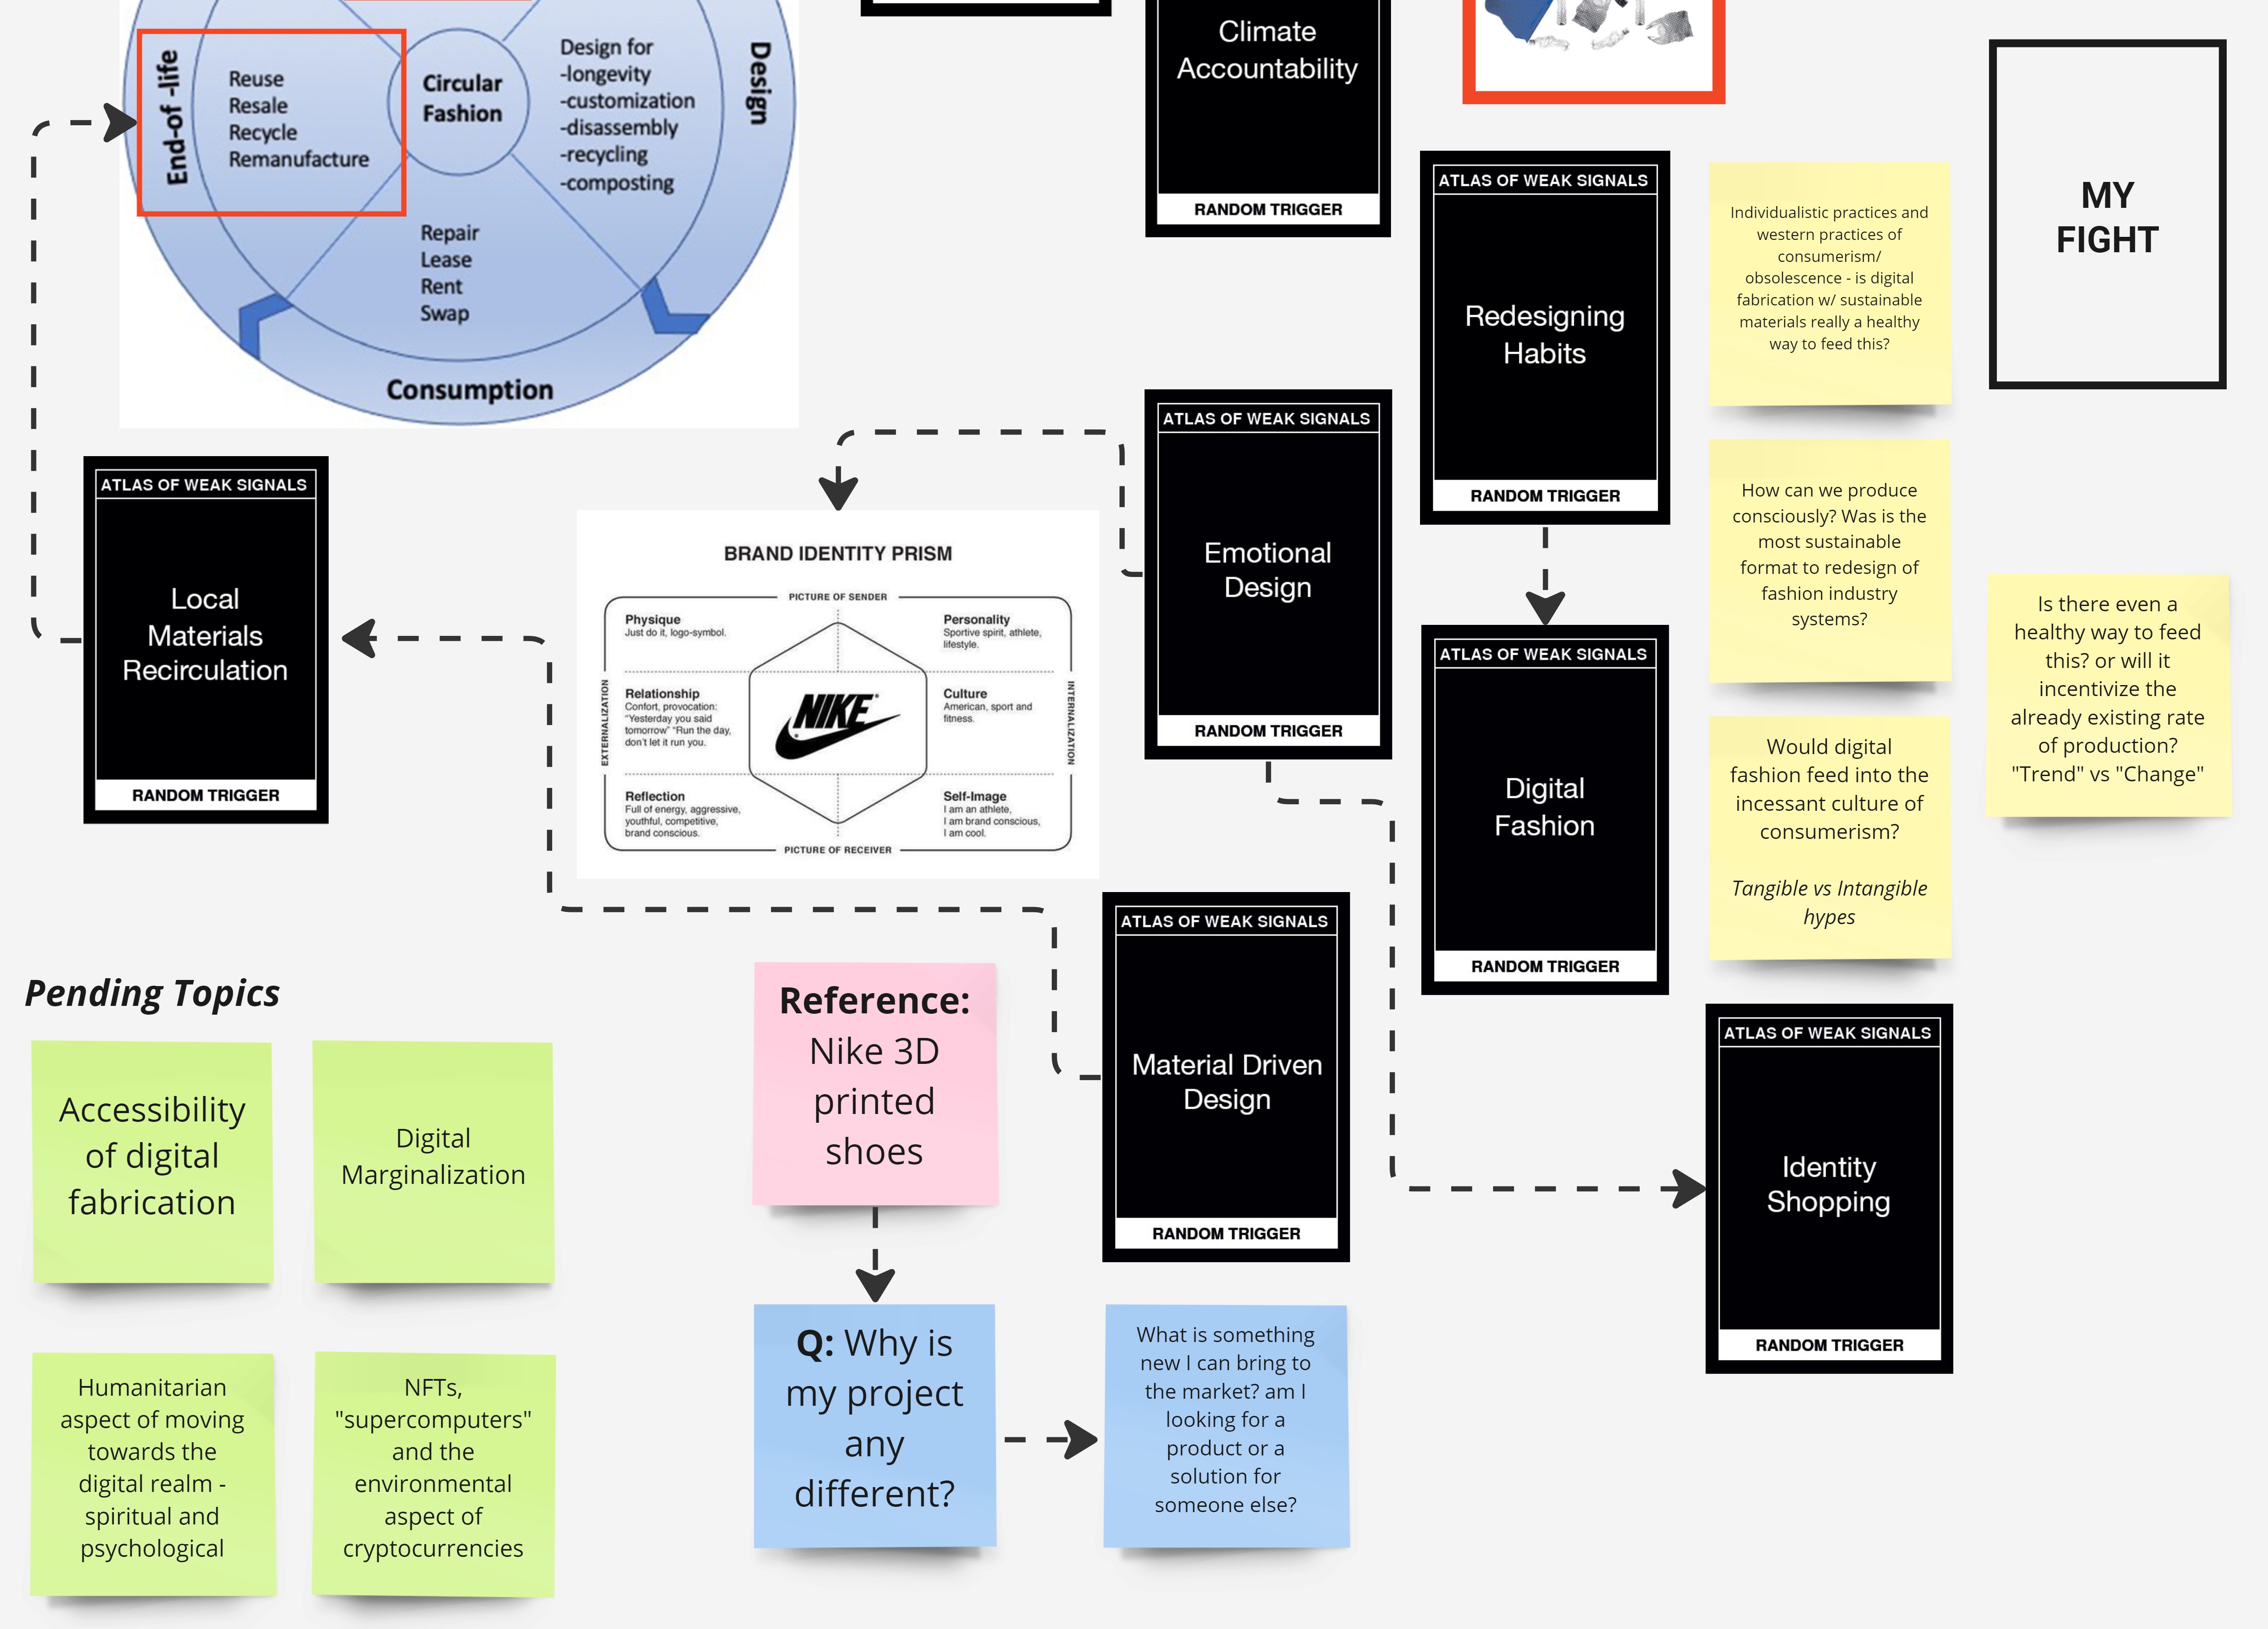 End-of -life
Reuse
Resale
Recycle
Remanufacture
Circular
Fashion
Design for
-longevity
-customization
-disassembly
-recycling
-composting
Design
Repair
Lease
Rent
Swap
Consumption
Climate
Accountability
RANDOM TRIGGER
ATLAS OF WEAK SIGNALS
Redesigning
Habits
RANDOM TRIGGER
Individualistic practices and
western practices of
consumerism/
obsolescence - is digital
fabrication w/ sustainable
materials really a healthy
way to feed this?
MY
FIGHT
ATLAS OF WEAK SIGNALS
Local
Materials
Recirculation
RANDOM TRIGGER
BRAND IDENTITY PRISM
PICTURE OF SENDER
Physique
Just do it, logo-symbol.
Personality
Sportive spirit, athlete,
lifestyle.
EXTERNALIZATION
Relationship
Confort, provocation:
"Yesterday you said
tomorrow" "Run the day,
don't let it run you.
NIKE
Culture
American, sport and
fitness.
INTERNALIZATION
Reflection
Full of energy, aggressive,
youthful, competitive,
brand conscious.
Self-Image
I am an athlete,
I am brand conscious,
I am cool.
PICTURE OF RECEIVER
ATLAS OF WEAK SIGNALS
Emotional
Design
RANDOM TRIGGER
How can we produce
consciously? Was is the
most sustainable
format to redesign of
fashion industry
systems?
Is there even a
healthy way to feed
this? or will it
incentivize the
already existing rate
of production?
"Trend" vs "Change"
ATLAS OF WEAK SIGNALS
Digital
Fashion
RANDOM TRIGGER
Would digital
fashion feed into the
incessant culture of
consumerism?
Tangible vs Intangible
hypes
ATLAS OF WEAK SIGNALS
Material Driven
Design
RANDOM TRIGGER
ATLAS OF WEAK SIGNALS
Identity
Shopping
RANDOM TRIGGER
Pending Topics
Accessibility
of digital
fabrication
Digital
Marginalization
Humanitarian
aspect of moving
towards the
digital realm -
spiritual and
psychological
NFTs,
"supercomputers"
and the
environmental
aspect of
cryptocurrencies
Reference:
Nike 3D
printed
shoes
Q: Why is
my project
any
different?
What is something
new I can bring to
the market? am I
looking for a
product or a
solution for
someone else?